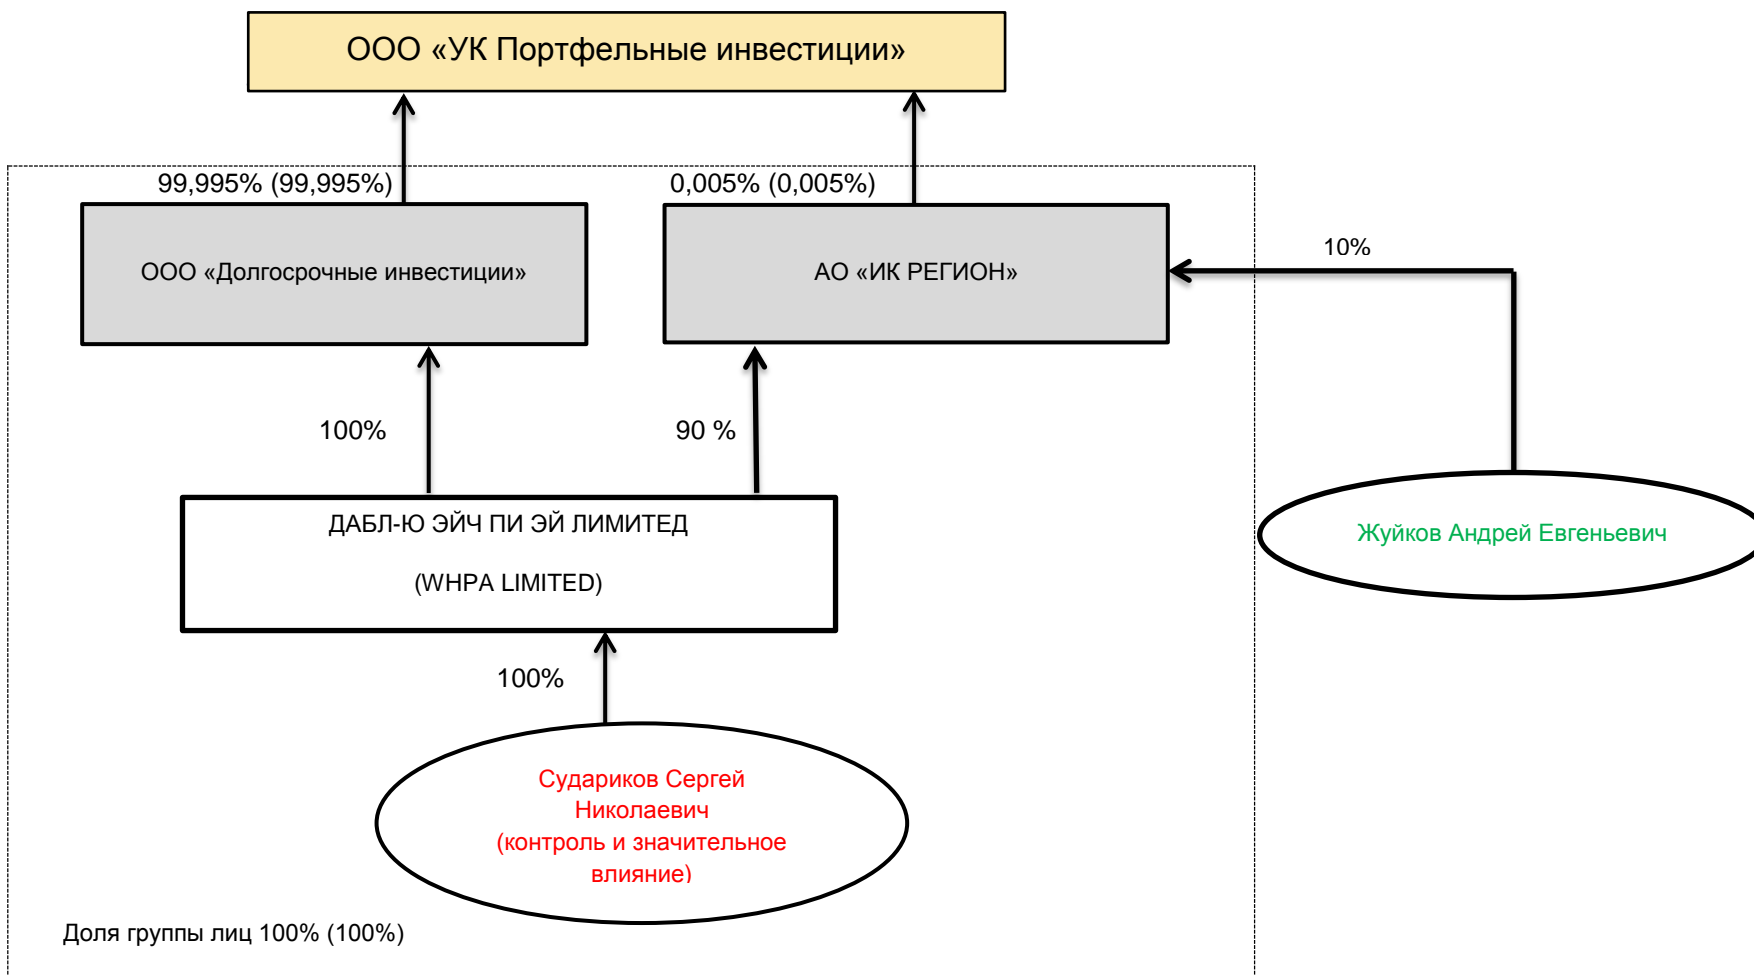 ООО «УК Портфельные инвестиции»
99,995% (99,995%)
0,005% (0,005%)
10%
ООО «Долгосрочные инвестиции»
АО «ИК РЕГИОН»
100%
90 %
ДАБЛ-Ю ЭЙЧ ПИ ЭЙ ЛИМИТЕД
(WHPA LIMITED)
Жуйков Андрей Евгеньевич
100%
Судариков Сергей
Николаевич
(контроль и значительное
влияние)
Доля группы лиц 100% (100%)